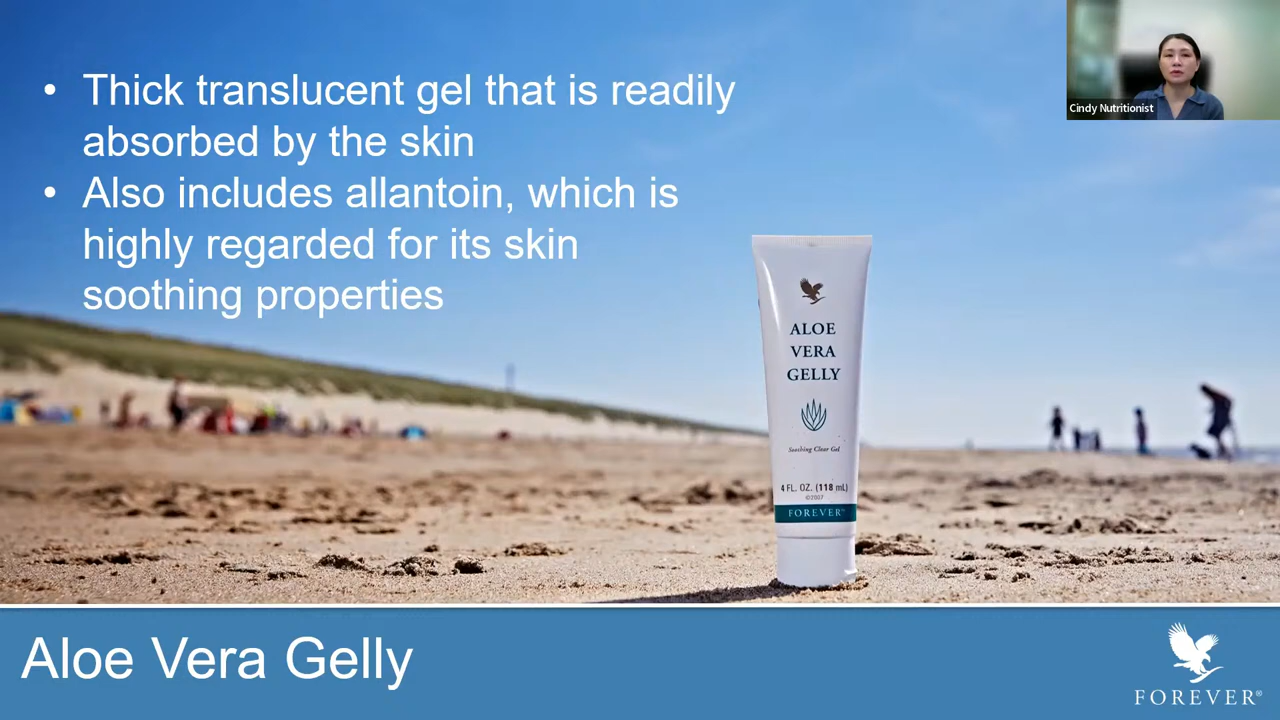 • Thick translucent gel that is readily
absorbed by the skin
• Also includes allantoin, which is
highly regarded for its skin
soothing properties
Cindy Nutritionist
ALOE
VERA
GELLY
Soothing Clear Gel
4 FL. OZ. (118 mL)
©2007
FOREVER™
Aloe Vera Gelly
FOREVER®